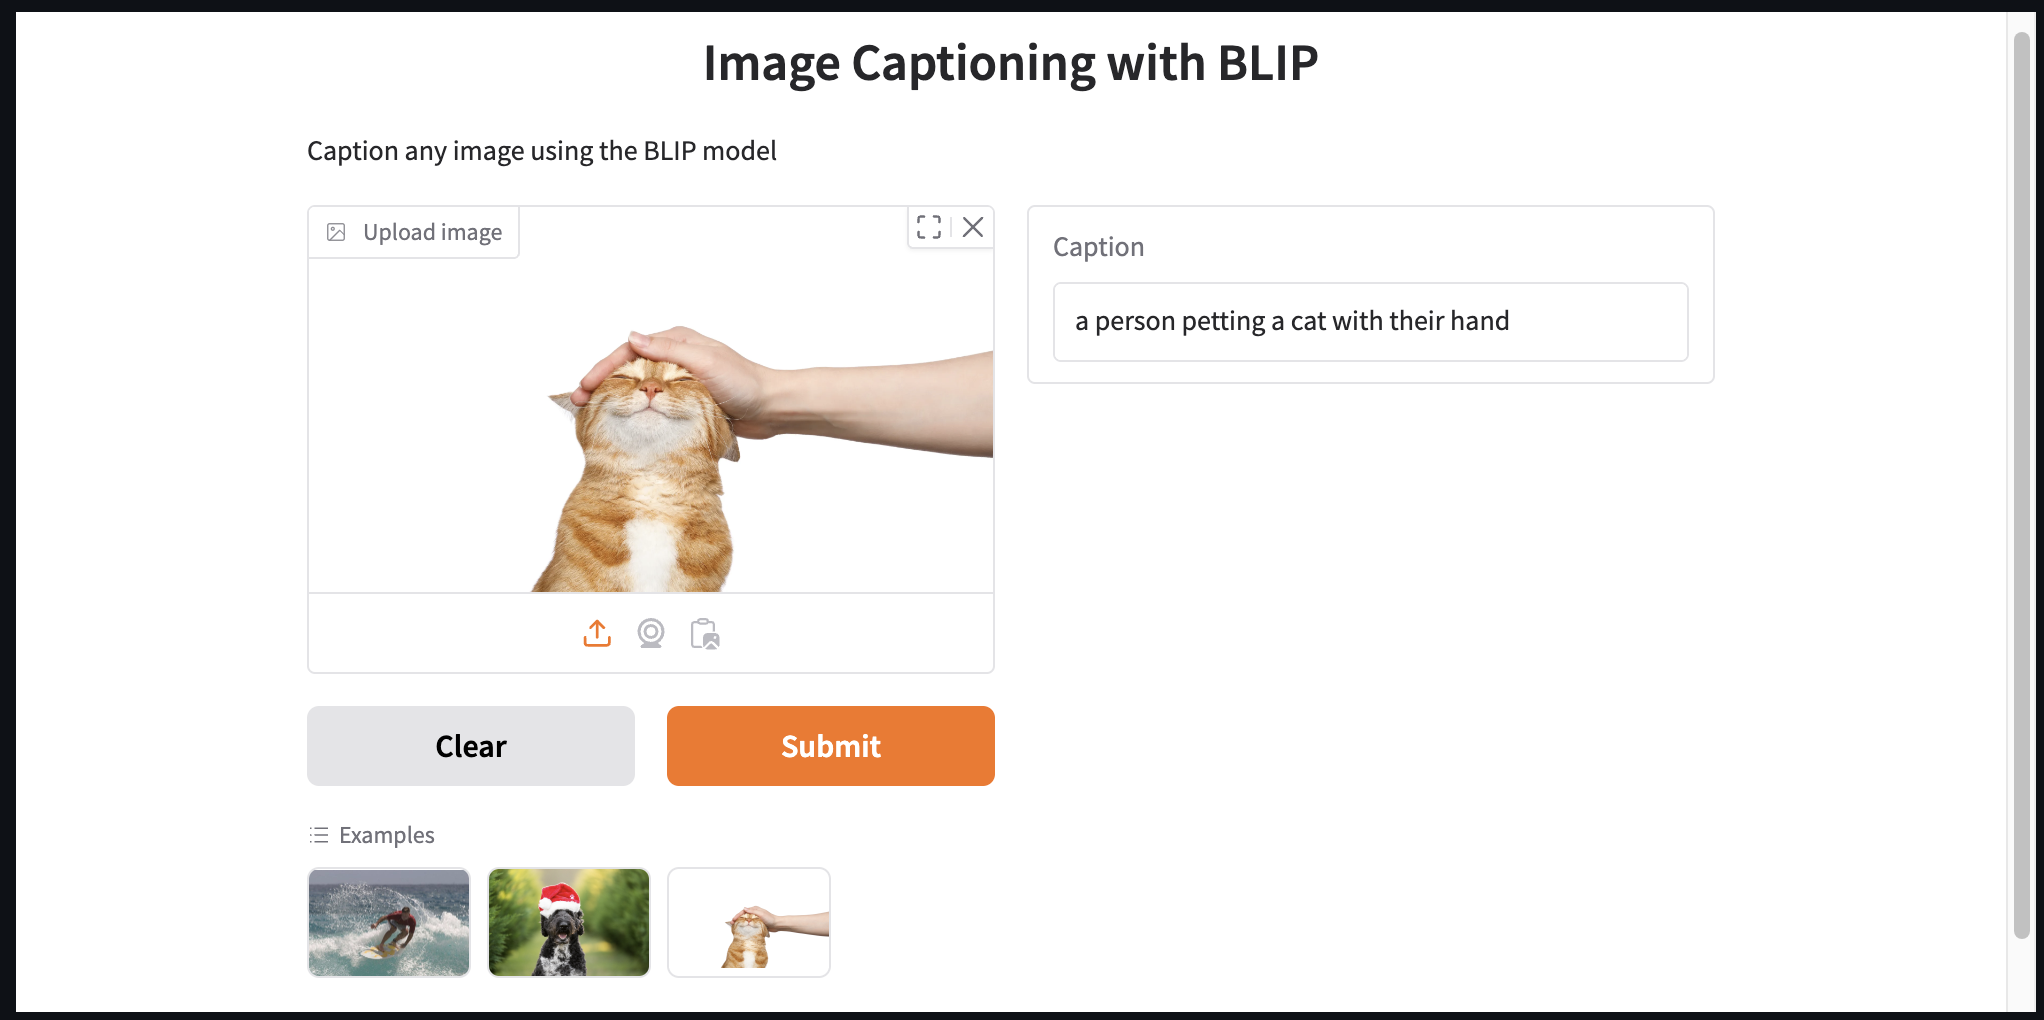 Image Captioning with BLIP
Caption any image using the BLIP model
Upload image
Caption
a person petting a cat with their hand
Clear
Submit
Examples